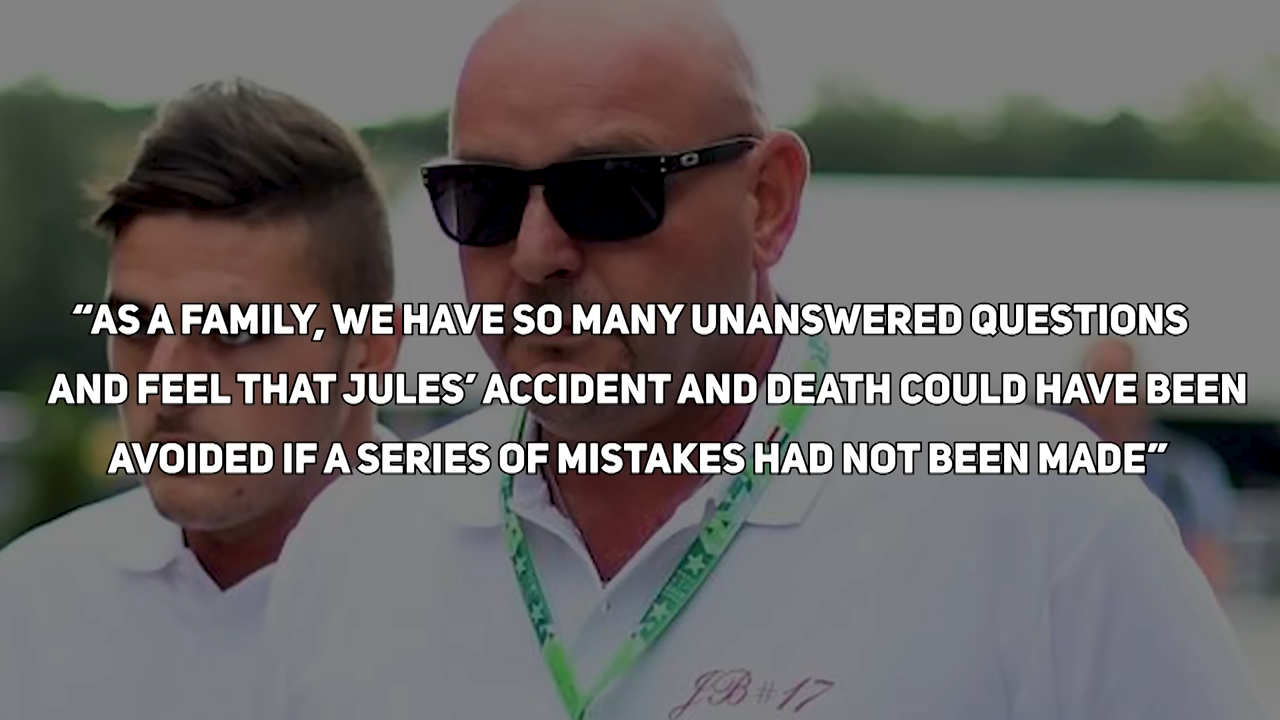 “AS A FAMILY, WE HAVE SO MANY UNANSWERED QUESTIONS
AND FEEL THAT JULES’ ACCIDENT AND DEATH COULD HAVE BEEN
AVOIDED IF A SERIES OF MISTAKES HAD NOT BEEN MADE”
JB #17